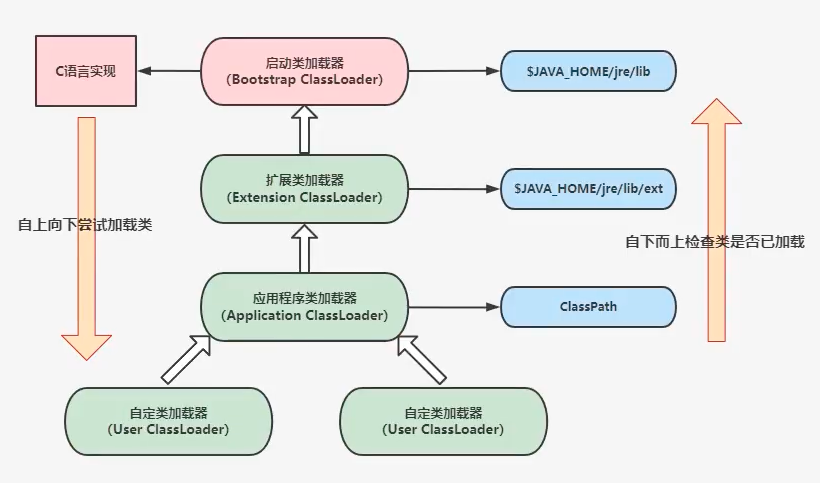 C语言实现
启动类加载器
（Bootstrap ClassLoader）
$JAVA_HOME/jre/lib
扩展类加载器
（Extension ClassLoader）
$JAVA_HOME/jre/lib/ext
自上向下尝试加载类
自下而上检查类是否已加载
应用程序类加载器
（Application ClassLoader）
ClassPath
自定类加载器
（User ClassLoader）
自定类加载器
（User ClassLoader）